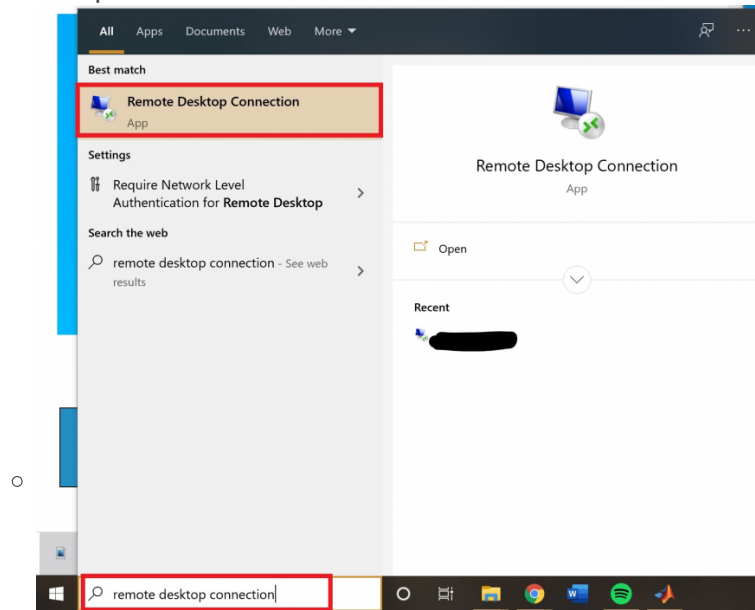 All Apps Documents Web More
Best match
Remote Desktop Connection
App
Settings
Require Network Level
Authentication for Remote Desktop
Search the web
remote desktop connection - See web
results
Remote Desktop Connection
App
Open
Recent
remote desktop connection